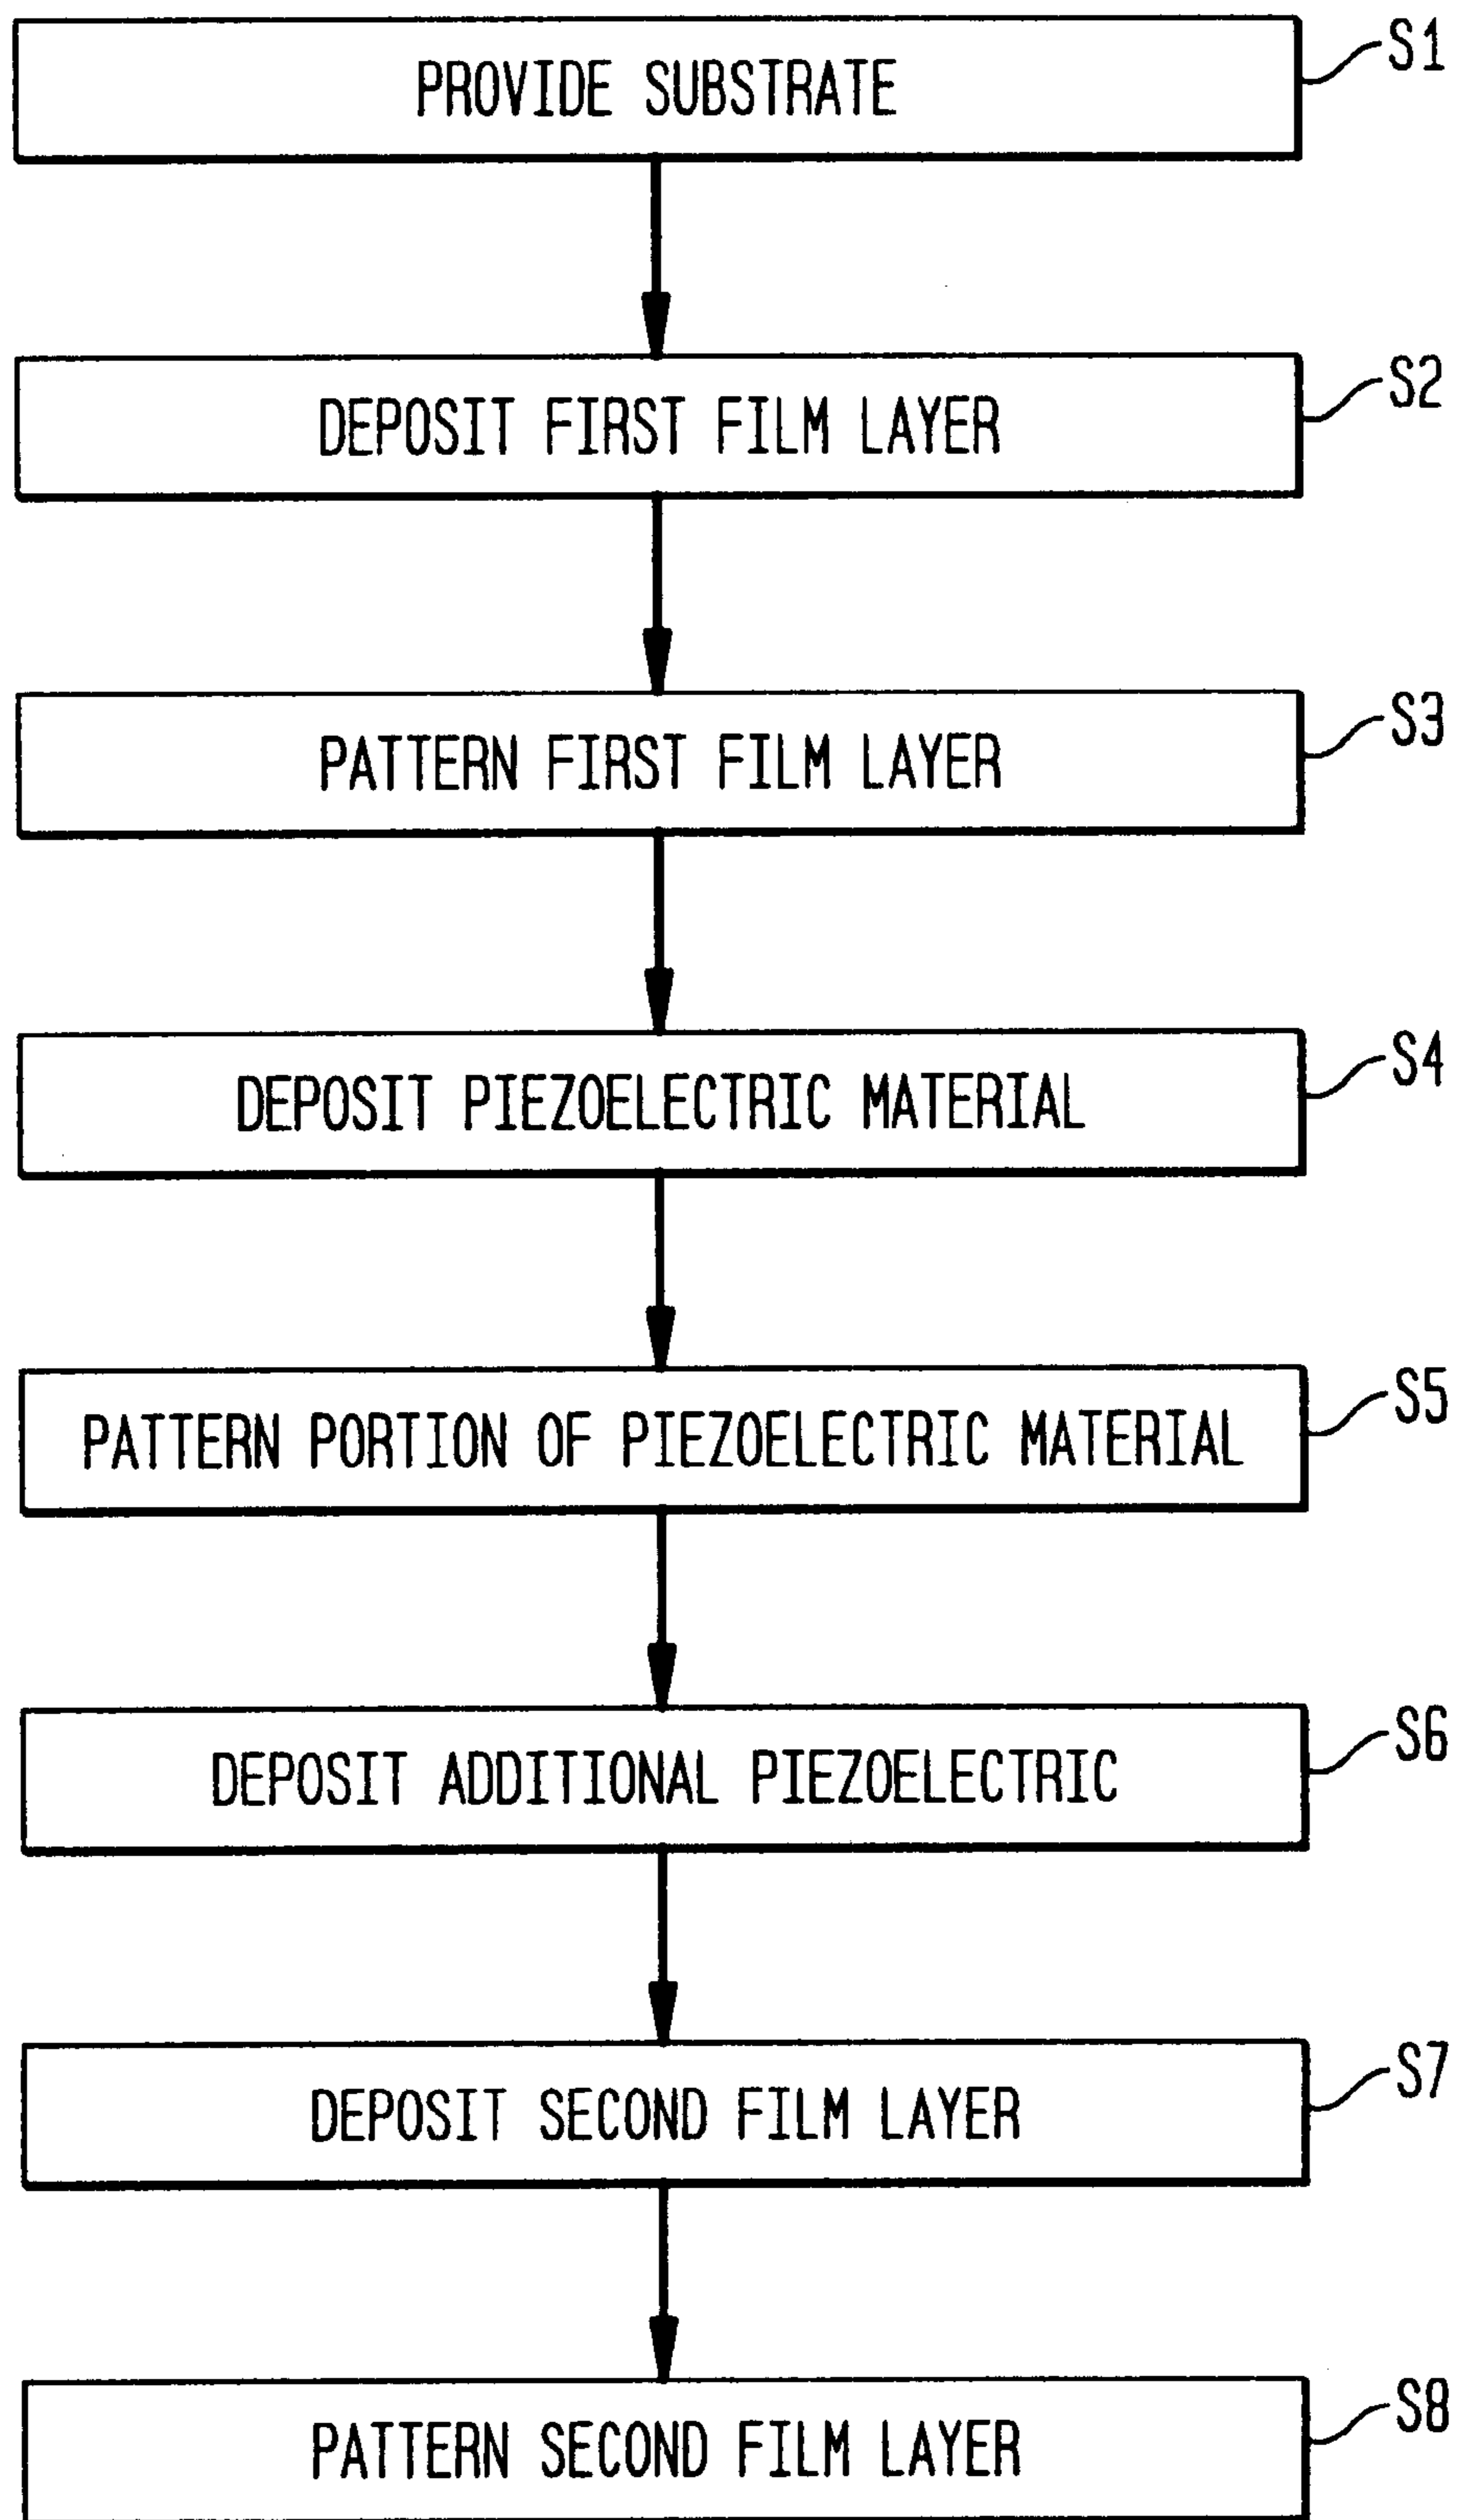 PROVIDE SUBSTRATE S1
DEPOSIT FIRST FILM LAYER S2
PATTERN FIRST FILM LAYER S3
DEPOSIT PIEZOELECTRIC MATERIAL S4
PATTERN PORTION OF PIEZOELECTRIC MATERIAL S5
DEPOSIT ADDITIONAL PIEZOELECTRIC S6
DEPOSIT SECOND FILM LAYER S7
PATTERN SECOND FILM LAYER S8